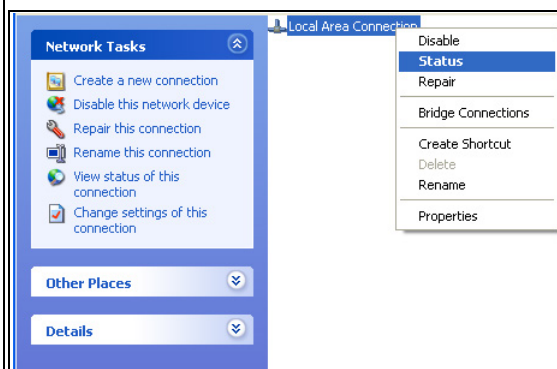 Network Tasks
Create a new connection
Disable this network device
Repair this connection
Rename this connection
View status of this
connection
Change settings of this
connection
Other Places
Details
Local Area Connection
Disable
Status
Repair
Bridge Connections
Create Shortcut
Delete
Rename
Properties